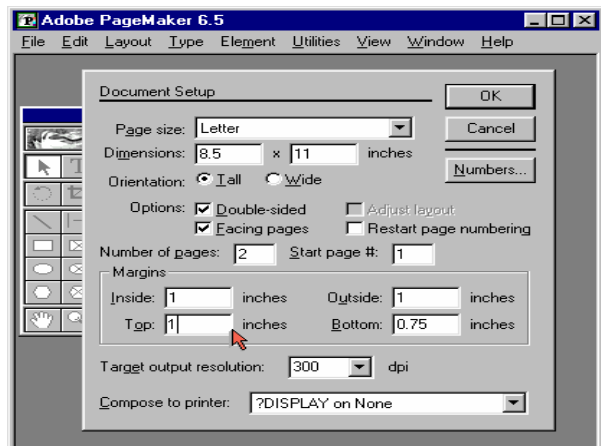 Adobe PageMaker 6.5
File Edit Layout Type Element Utilities View Window Help
Document Setup
OK
Page size: Letter
Cancel
Dimensions: 8.5 x 11 inches
Numbers...
Orientation: Tall Wide
Options: Double-sided Adjust layout
Facing pages Restart page numbering
Number of pages: 2 Start page #: 1
Margins
Inside: 1 inches Outside: 1 inches
Top: 1 inches Bottom: 0.75 inches
Target output resolution: 300 dpi
Compose to printer: ?DISPLAY on None